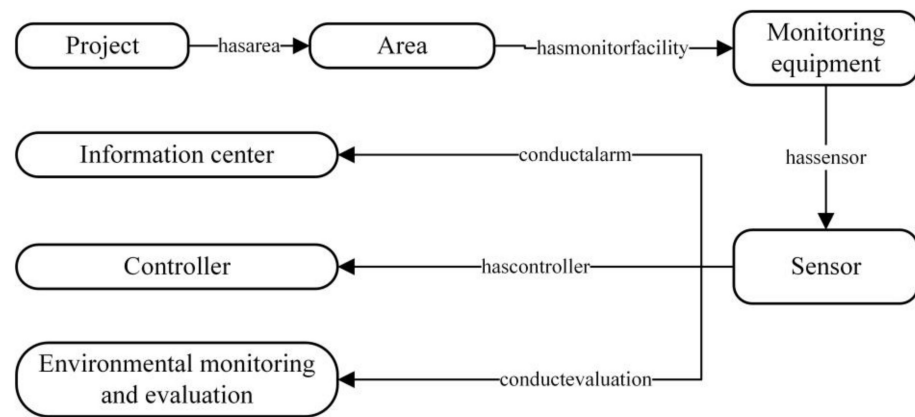 Project
hasarea
Area
hasmonitorfacility
Monitoring
equipment
Information center
conductalarm
hassensor
Controller
hascontroller
Sensor
Environmental monitoring
and evaluation
conductevaluation